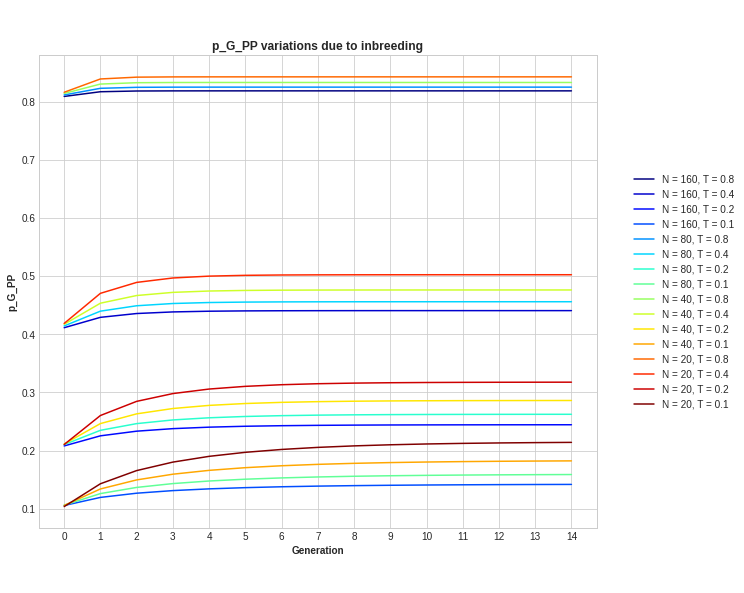 p_G_PP variations due to inbreeding
0.8
0.7
0.6
0.5
0.4
0.3
0.2
0.1
p_G_PP
0 1 2 3 4 5 6 7 8 9 10 11 12 13 14
Generation
N = 160, T = 0.8
N = 160, T = 0.4
N = 160, T = 0.2
N = 160, T = 0.1
N = 80, T = 0.8
N = 80, T = 0.4
N = 80, T = 0.2
N = 80, T = 0.1
N = 40, T = 0.8
N = 40, T = 0.4
N = 40, T = 0.2
N = 40, T = 0.1
N = 20, T = 0.8
N = 20, T = 0.4
N = 20, T = 0.2
N = 20, T = 0.1